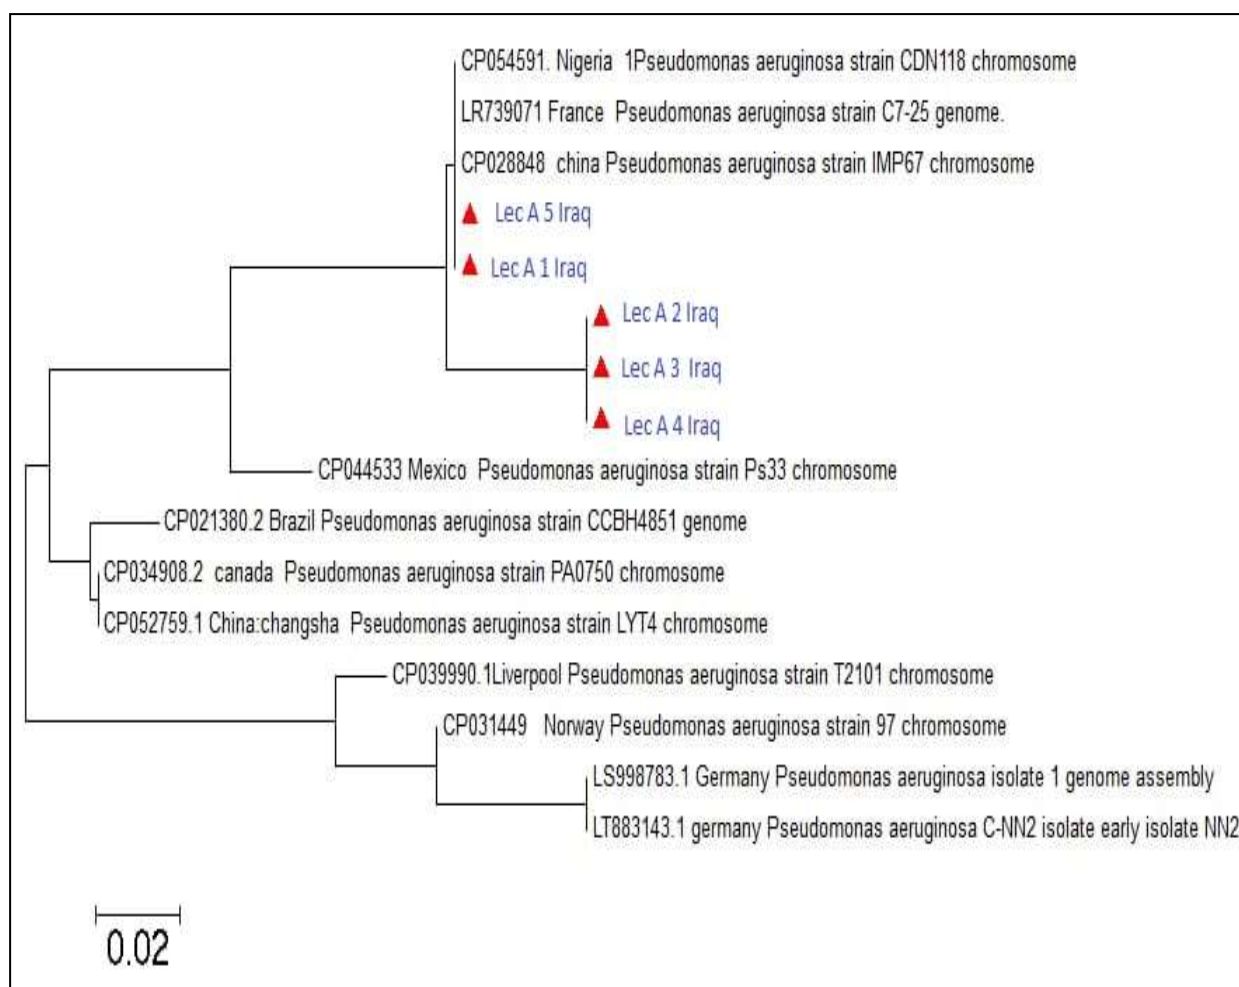 CP054591. Nigeria 1Pseudomonas aeruginosa strain CDN118 chromosome
LR739071 France Pseudomonas aeruginosa strain C7-25 genome.
CP028848 china Pseudomonas aeruginosa strain IMP67 chromosome
Lec A 5 Iraq
Lec A 1 Iraq
Lec A 2 Iraq
Lec A 3 Iraq
Lec A 4 Iraq
CP044533 Mexico Pseudomonas aeruginosa strain Ps33 chromosome
CP021380.2 Brazil Pseudomonas aeruginosa strain CCBH4851 genome
CP034908.2 canada Pseudomonas aeruginosa strain PA0750 chromosome
CP052759.1 China:changsha Pseudomonas aeruginosa strain LYT4 chromosome
CP039990.1Liverpool Pseudomonas aeruginosa strain T2101 chromosome
CP031449 Norway Pseudomonas aeruginosa strain 97 chromosome
LS998783.1 Germany Pseudomonas aeruginosa isolate 1 genome assembly
LT883143.1 germany Pseudomonas aeruginosa C-NN2 isolate early isolate NN2
0.02